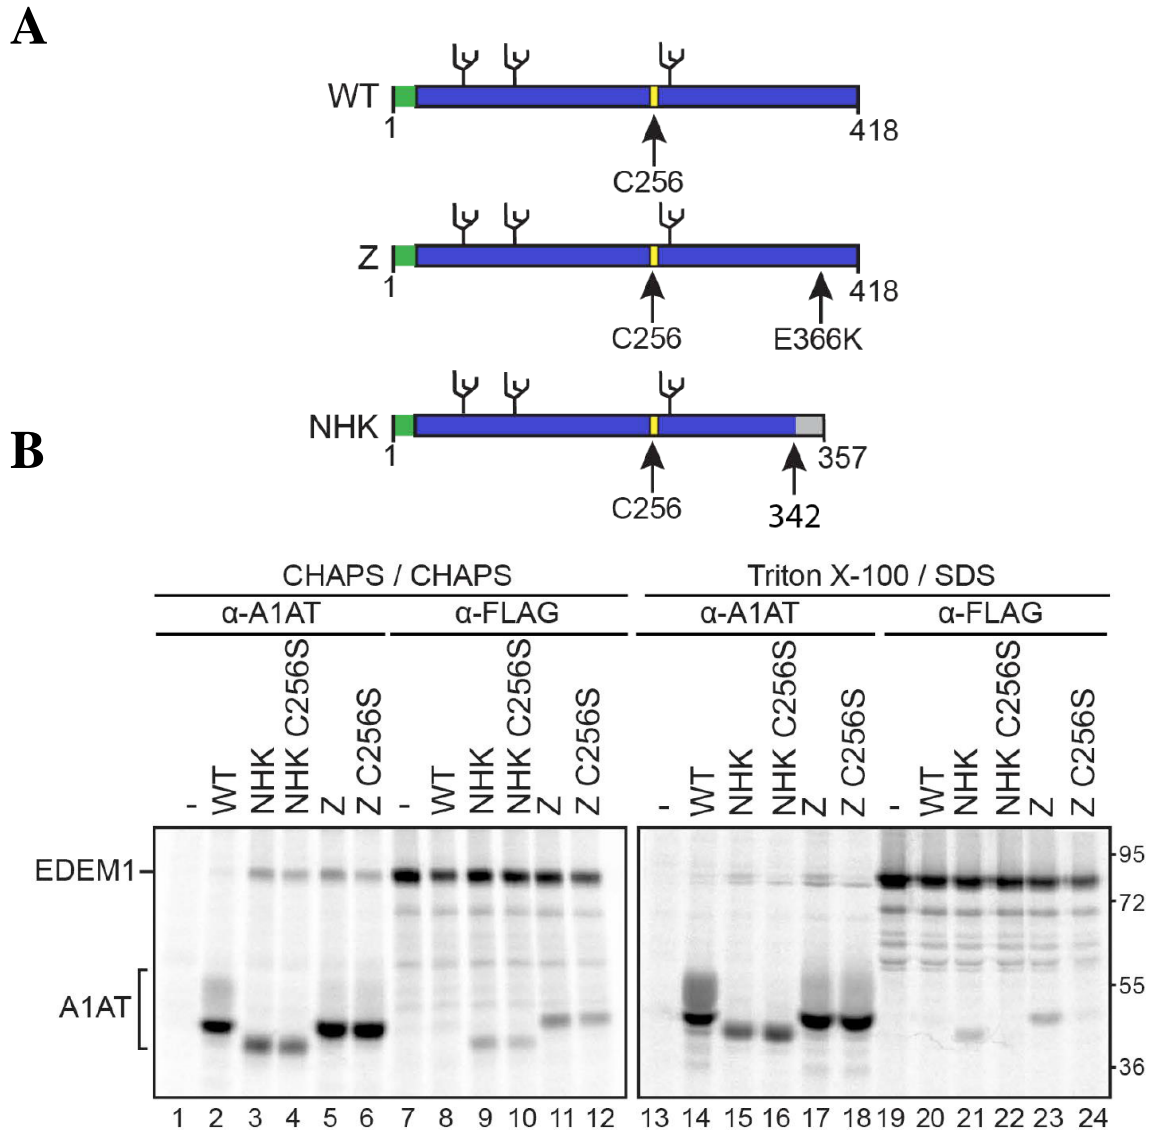 A
WT
1
418
C256
Z
1
418
C256
E366K
NHK
1
357
C256
342
B
CHAPS / CHAPS
Triton X-100 / SDS
α-A1AT
α-FLAG
α-A1AT
α-FLAG
-
WT
NHK
NHK C256S
Z
Z C256S
-
WT
NHK
NHK C256S
Z
Z C256S
-
WT
NHK
NHK C256S
Z
Z C256S
-
WT
NHK
NHK C256S
Z
Z C256S
EDEM1
A1AT
95
72
55
36
1 2 3 4 5 6 7 8 9 10 11 12 13 14 15 16 17 18 19 20 21 22 23 24